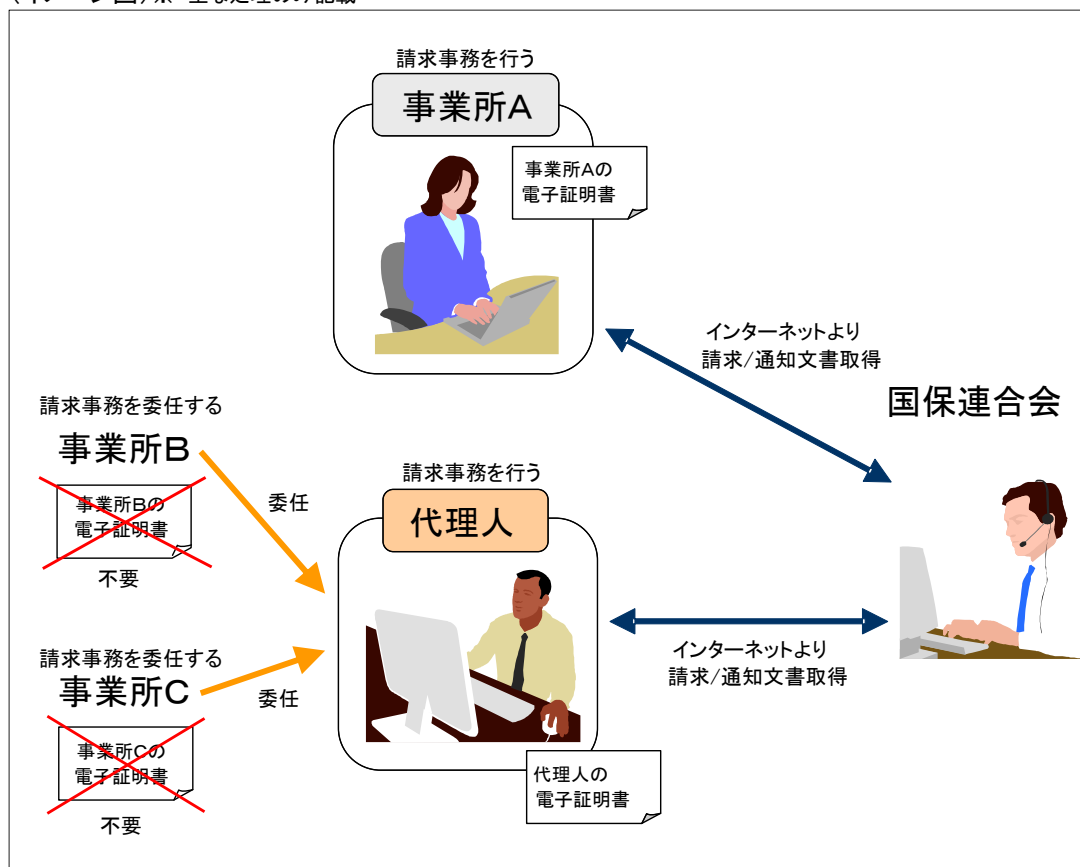 請求事務を行う
事業所A
事業所Aの
電子証明書
インターネットより
請求/通知文書取得
国保連合会
請求事務を委任する
事業所B
委任
事業所Bの
電子証明書
不要
請求事務を行う
代理人
請求事務を委任する
事業所C
委任
事業所Cの
電子証明書
不要
インターネットより
請求/通知文書取得
代理人の
電子証明書